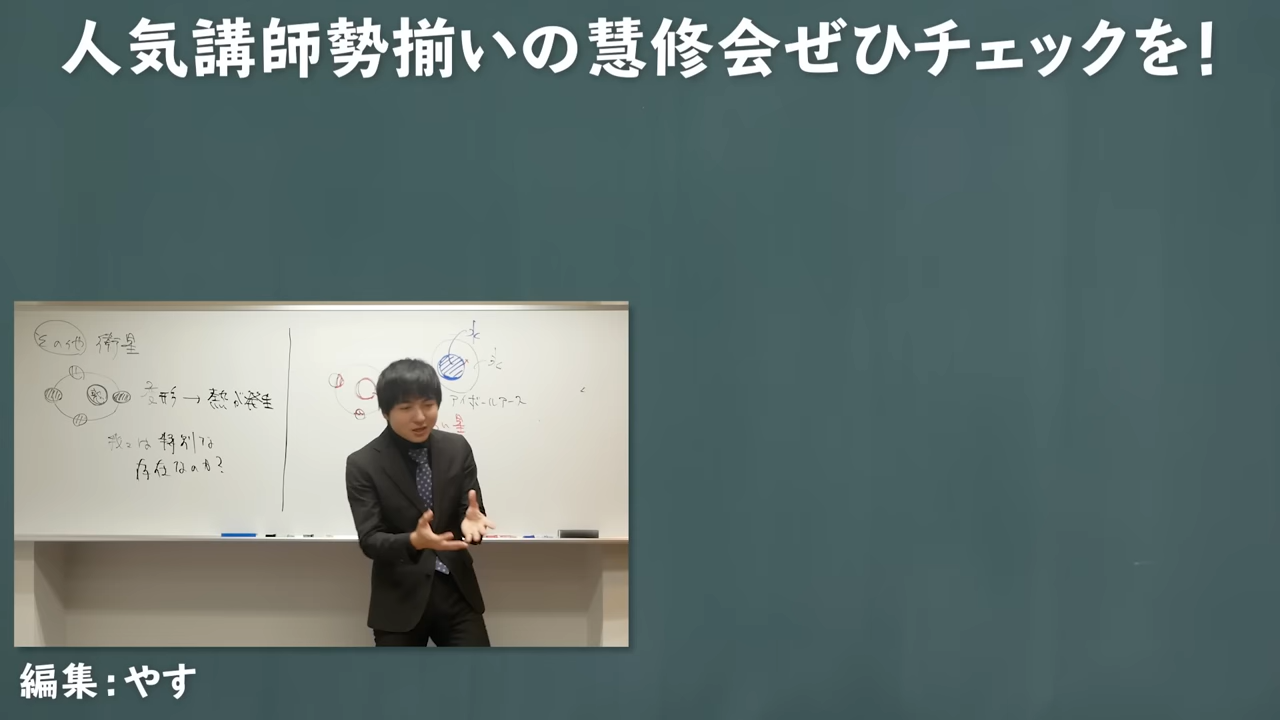 人気講師勢揃いの慧修会ぜひチェックを!
その他 衛星
変形→熱が発生
我々は特別な
存在なのか?
アイボールアース
い星
編集:やす